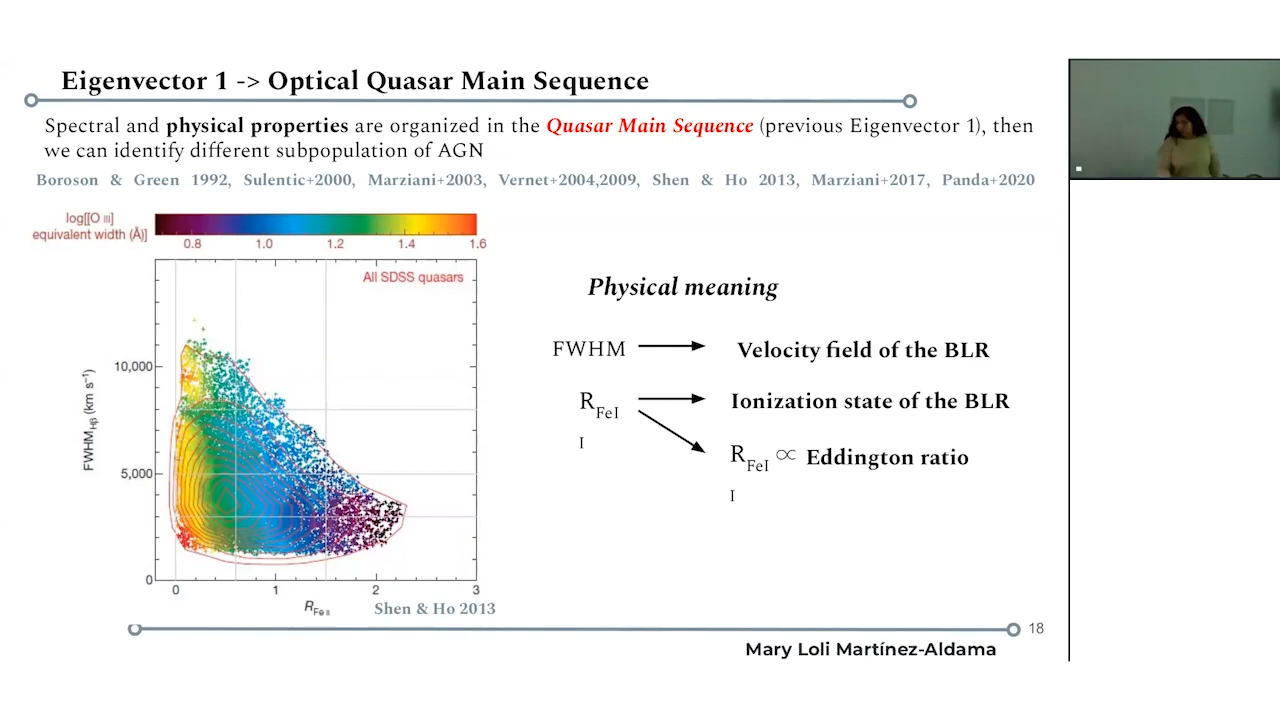 Eigenvector 1 -> Optical Quasar Main Sequence
Spectral and physical properties are organized in the Quasar Main Sequence (previous Eigenvector 1), then
we can identify different subpopulation of AGN
Boroson & Green 1992, Sulentic+2000, Marziani+2003, Vernet+2004,2009, Shen & Ho 2013, Marziani+2017, Panda+2020
log[[O III]
equivalent width (Å)]
0.8 1.0 1.2 1.4 1.6
All SDSS quasars
10,000
5,000
0
FWHMHβ (km s⁻¹)
0 1 2 3
RFe II
Shen & Ho 2013
Physical meaning
FWHM
Velocity field of the BLR
RFeI
I
Ionization state of the BLR
RFeI ∝ Eddington ratio
I
18
Mary Loli Martínez-Aldama